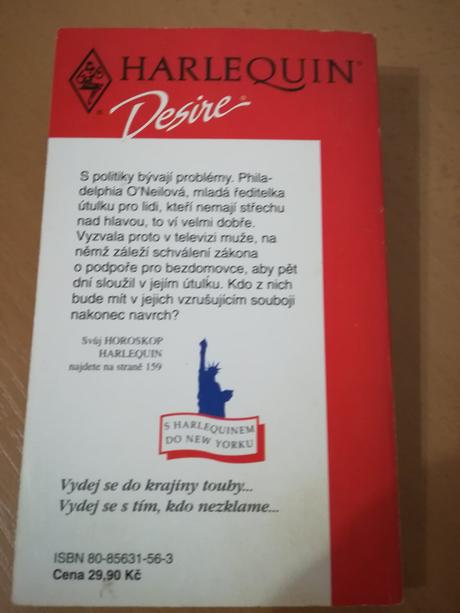 HARLEQUIN®
Desire®
S politiky bývají problémy. Phila-
delphia O'Neilová, mladá ředitelka
útulku pro lidi, kteří nemají střechu
nad hlavou, to ví velmi dobře.
Vyzvala proto v televizi muže, na
němž záleží schválení zákona
o podpoře pro bezdomovce, aby pět
dní sloužil v jejím útulku. Kdo z nich
bude mít v jejich vzrušujícím souboji
nakonec navrch?
Svůj HOROSKOP
HARLEQUIN
najdete na straně 159
S HARLEQUINEM
DO NEW YORKU
Vydej se do krajiny touby...
Vydej se s tím, kdo nezklame...
ISBN 80-85631-56-3
Cena 29,90 Kč